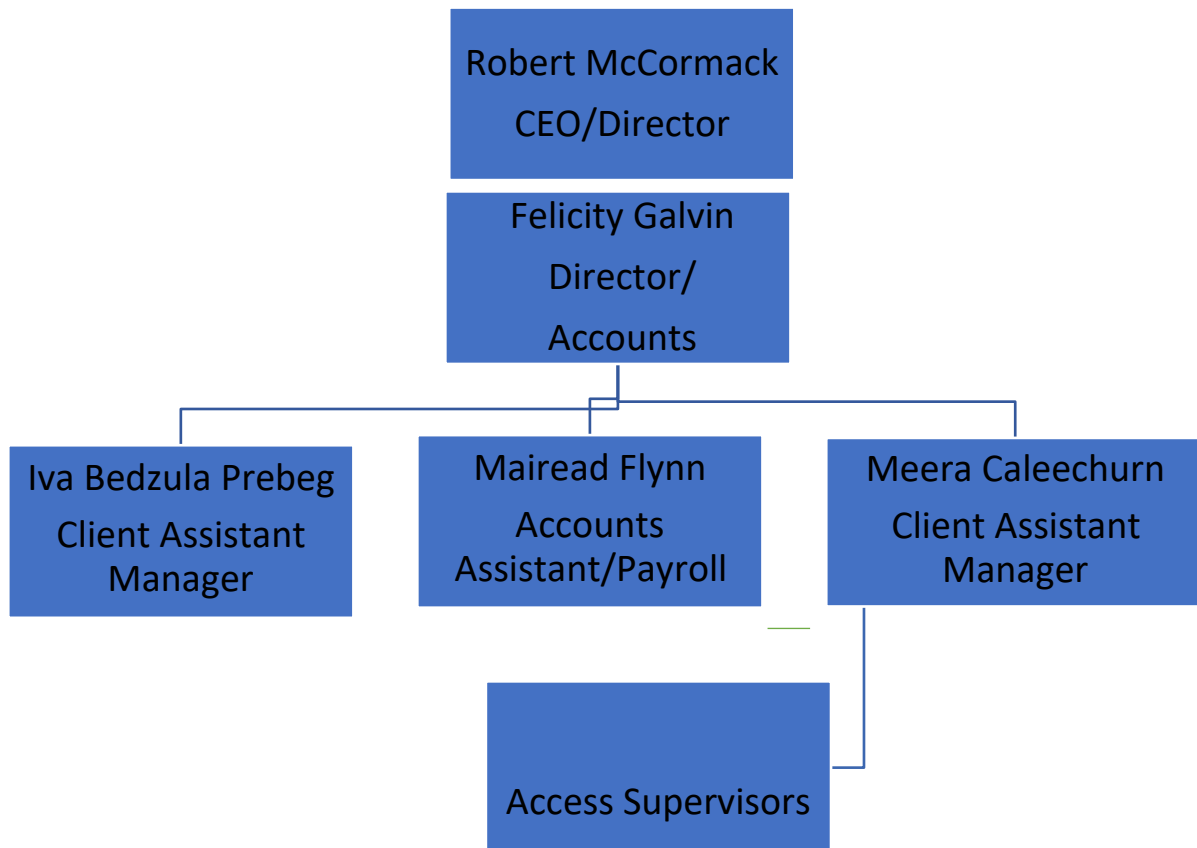 Robert McCormack
CEO/Director
Felicity Galvin
Director/
Accounts
Iva Bedzula Prebeg
Client Assistant
Manager
Mairead Flynn
Accounts
Assistant/Payroll
Meera Caleechurn
Client Assistant
Manager
Access Supervisors